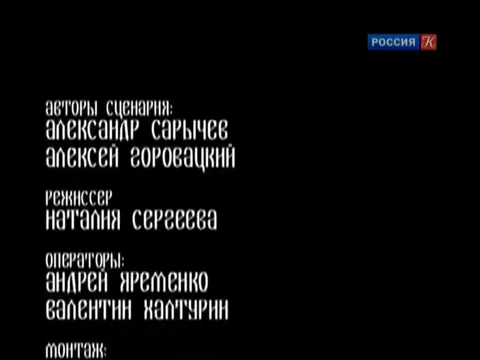 РОССИЯ К
АВТОРЫ СЦЕНАРИЯ:
АЛЕКСАНДР САРЫЧЕВ
АЛЕКСЕЙ ГОРОВАЦКИЙ
РЕЖИССЕР
НАТАЛИЯ СЕРГЕЕВА
ОПЕРАТОРЫ:
АНДРЕЙ ЯРЕМЕНКО
ВАЛЕНТИН ХАЛТУРИН
МОНТАЖ: